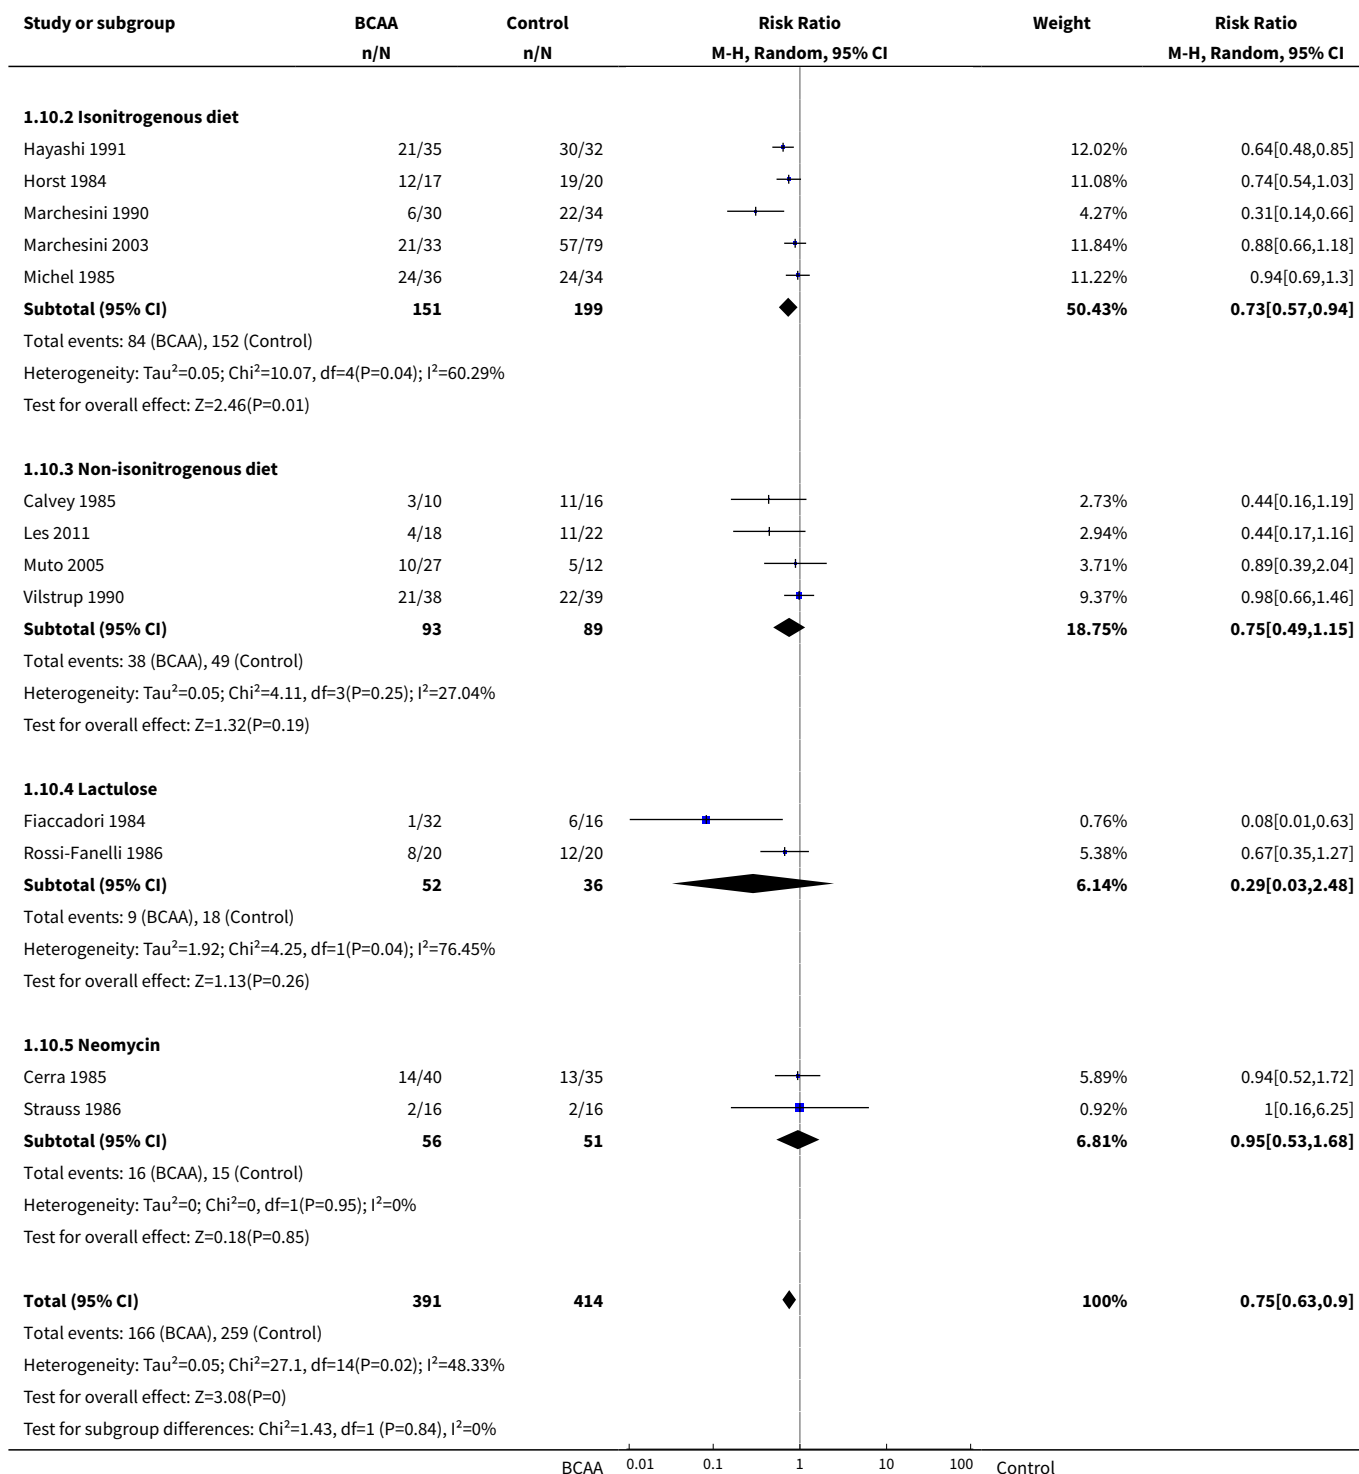 Study or subgroup BCAA Control Risk Ratio Weight Risk Ratio
n/N n/N M-H, Random, 95% CI M-H, Random, 95% CI
1.10.2 Isonitrogenous diet
Hayashi 1991 21/35 30/32 12.02% 0.64[0.48,0.85]
Horst 1984 12/17 19/20 11.08% 0.74[0.54,1.03]
Marchesini 1990 6/30 22/34 4.27% 0.31[0.14,0.66]
Marchesini 2003 21/33 57/79 11.84% 0.88[0.66,1.18]
Michel 1985 24/36 24/34 11.22% 0.94[0.69,1.3]
Subtotal (95% CI) 151 199 50.43% 0.73[0.57,0.94]
Total events: 84 (BCAA), 152 (Control)
Heterogeneity: Tau²=0.05; Chi²=10.07, df=4(P=0.04); I²=60.29%
Test for overall effect: Z=2.46(P=0.01)
1.10.3 Non-isonitrogenous diet
Calvey 1985 3/10 11/16 2.73% 0.44[0.16,1.19]
Les 2011 4/18 11/22 2.94% 0.44[0.17,1.16]
Muto 2005 10/27 5/12 3.71% 0.89[0.39,2.04]
Vilstrup 1990 21/38 22/39 9.37% 0.98[0.66,1.46]
Subtotal (95% CI) 93 89 18.75% 0.75[0.49,1.15]
Total events: 38 (BCAA), 49 (Control)
Heterogeneity: Tau²=0.05; Chi²=4.11, df=3(P=0.25); I²=27.04%
Test for overall effect: Z=1.32(P=0.19)
1.10.4 Lactulose
Fiaccadori 1984 1/32 6/16 0.76% 0.08[0.01,0.63]
Rossi-Fanelli 1986 8/20 12/20 5.38% 0.67[0.35,1.27]
Subtotal (95% CI) 52 36 6.14% 0.29[0.03,2.48]
Total events: 9 (BCAA), 18 (Control)
Heterogeneity: Tau²=1.92; Chi²=4.25, df=1(P=0.04); I²=76.45%
Test for overall effect: Z=1.13(P=0.26)
1.10.5 Neomycin
Cerra 1985 14/40 13/35 5.89% 0.94[0.52,1.72]
Strauss 1986 2/16 2/16 0.92% 1[0.16,6.25]
Subtotal (95% CI) 56 51 6.81% 0.95[0.53,1.68]
Total events: 16 (BCAA), 15 (Control)
Heterogeneity: Tau²=0; Chi²=0, df=1(P=0.95); I²=0%
Test for overall effect: Z=0.18(P=0.85)
Total (95% CI) 391 414 100% 0.75[0.63,0.9]
Total events: 166 (BCAA), 259 (Control)
Heterogeneity: Tau²=0.05; Chi²=27.1, df=14(P=0.02); I²=48.33%
Test for overall effect: Z=3.08(P=0)
Test for subgroup differences: Chi²=1.43, df=1 (P=0.84), I²=0%
BCAA 0.01 0.1 1 10 100 Control